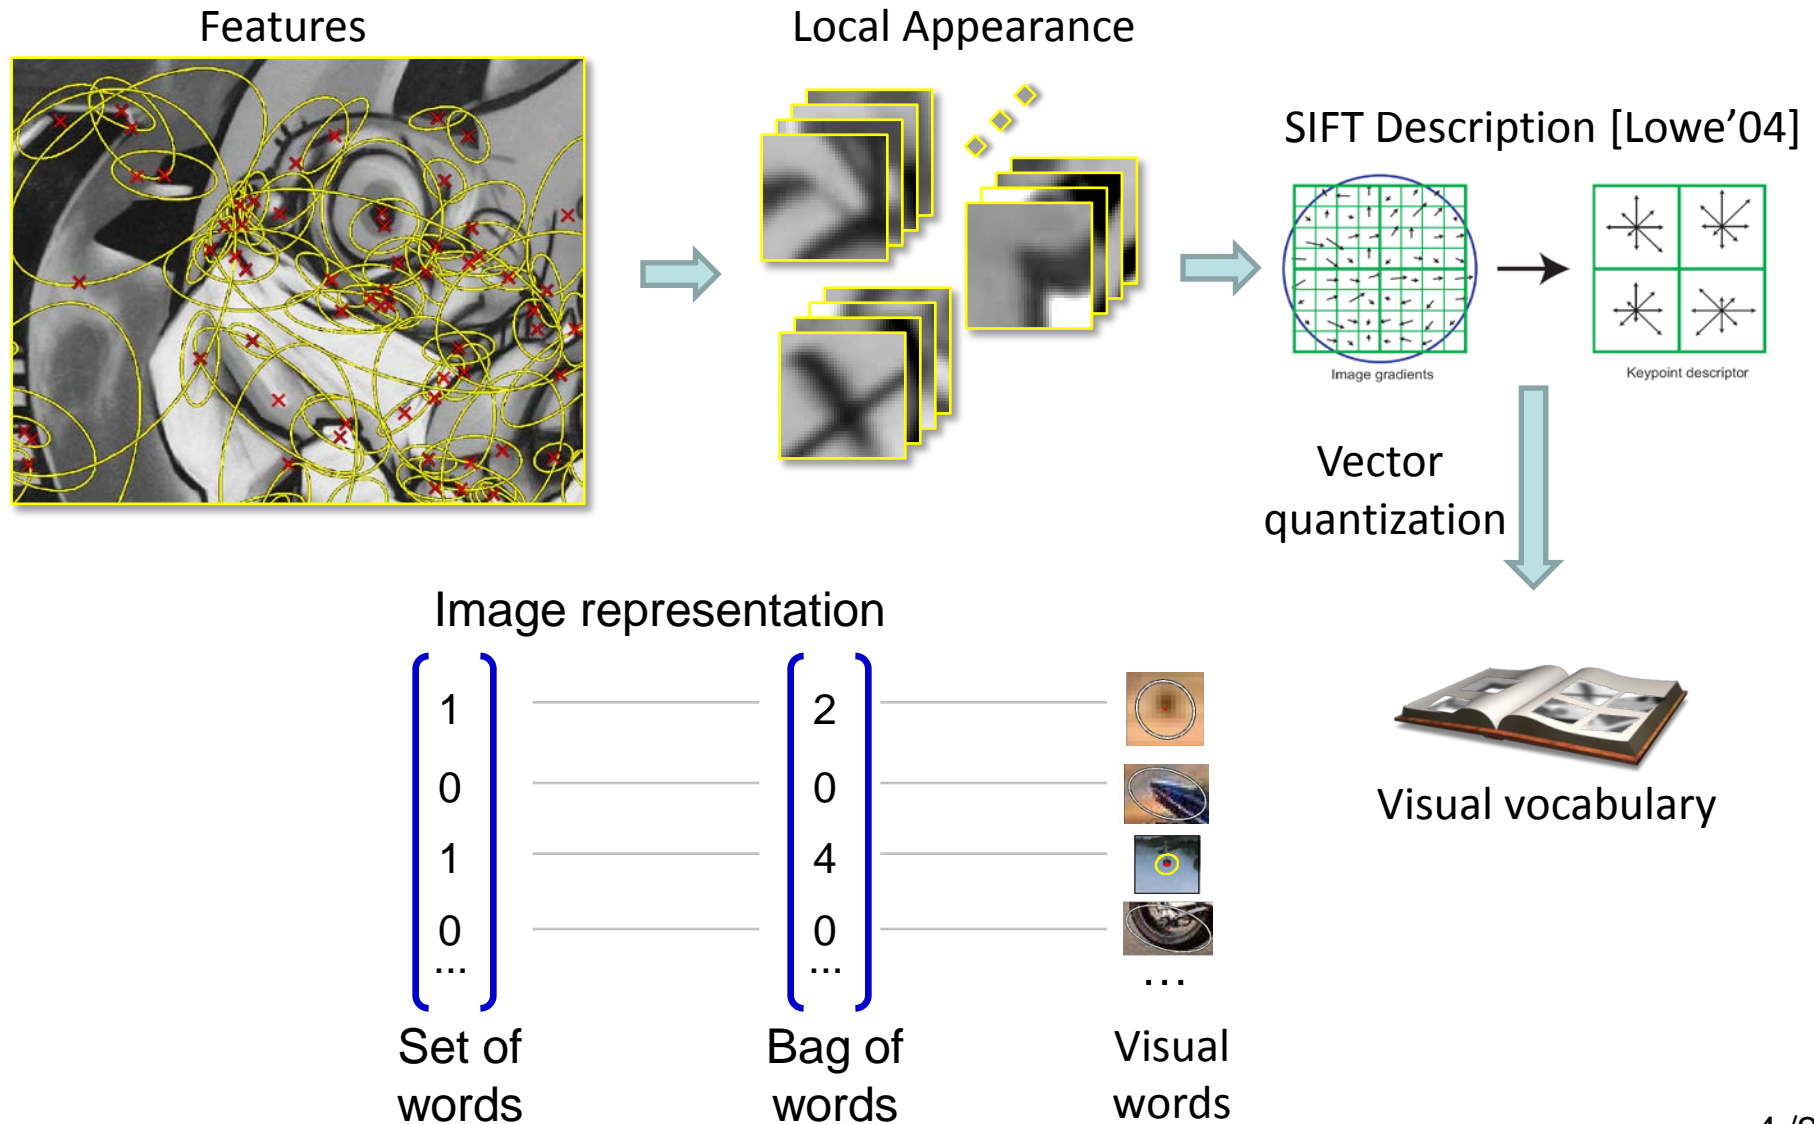 Features
Local Appearance
SIFT Description [Lowe’04]
Image gradients
Keypoint descriptor
Vector
quantization
Image representation
1 2
0 0
1 4
0 0
... ... ...
Visual vocabulary
Set of
words
Bag of
words
Visual
words